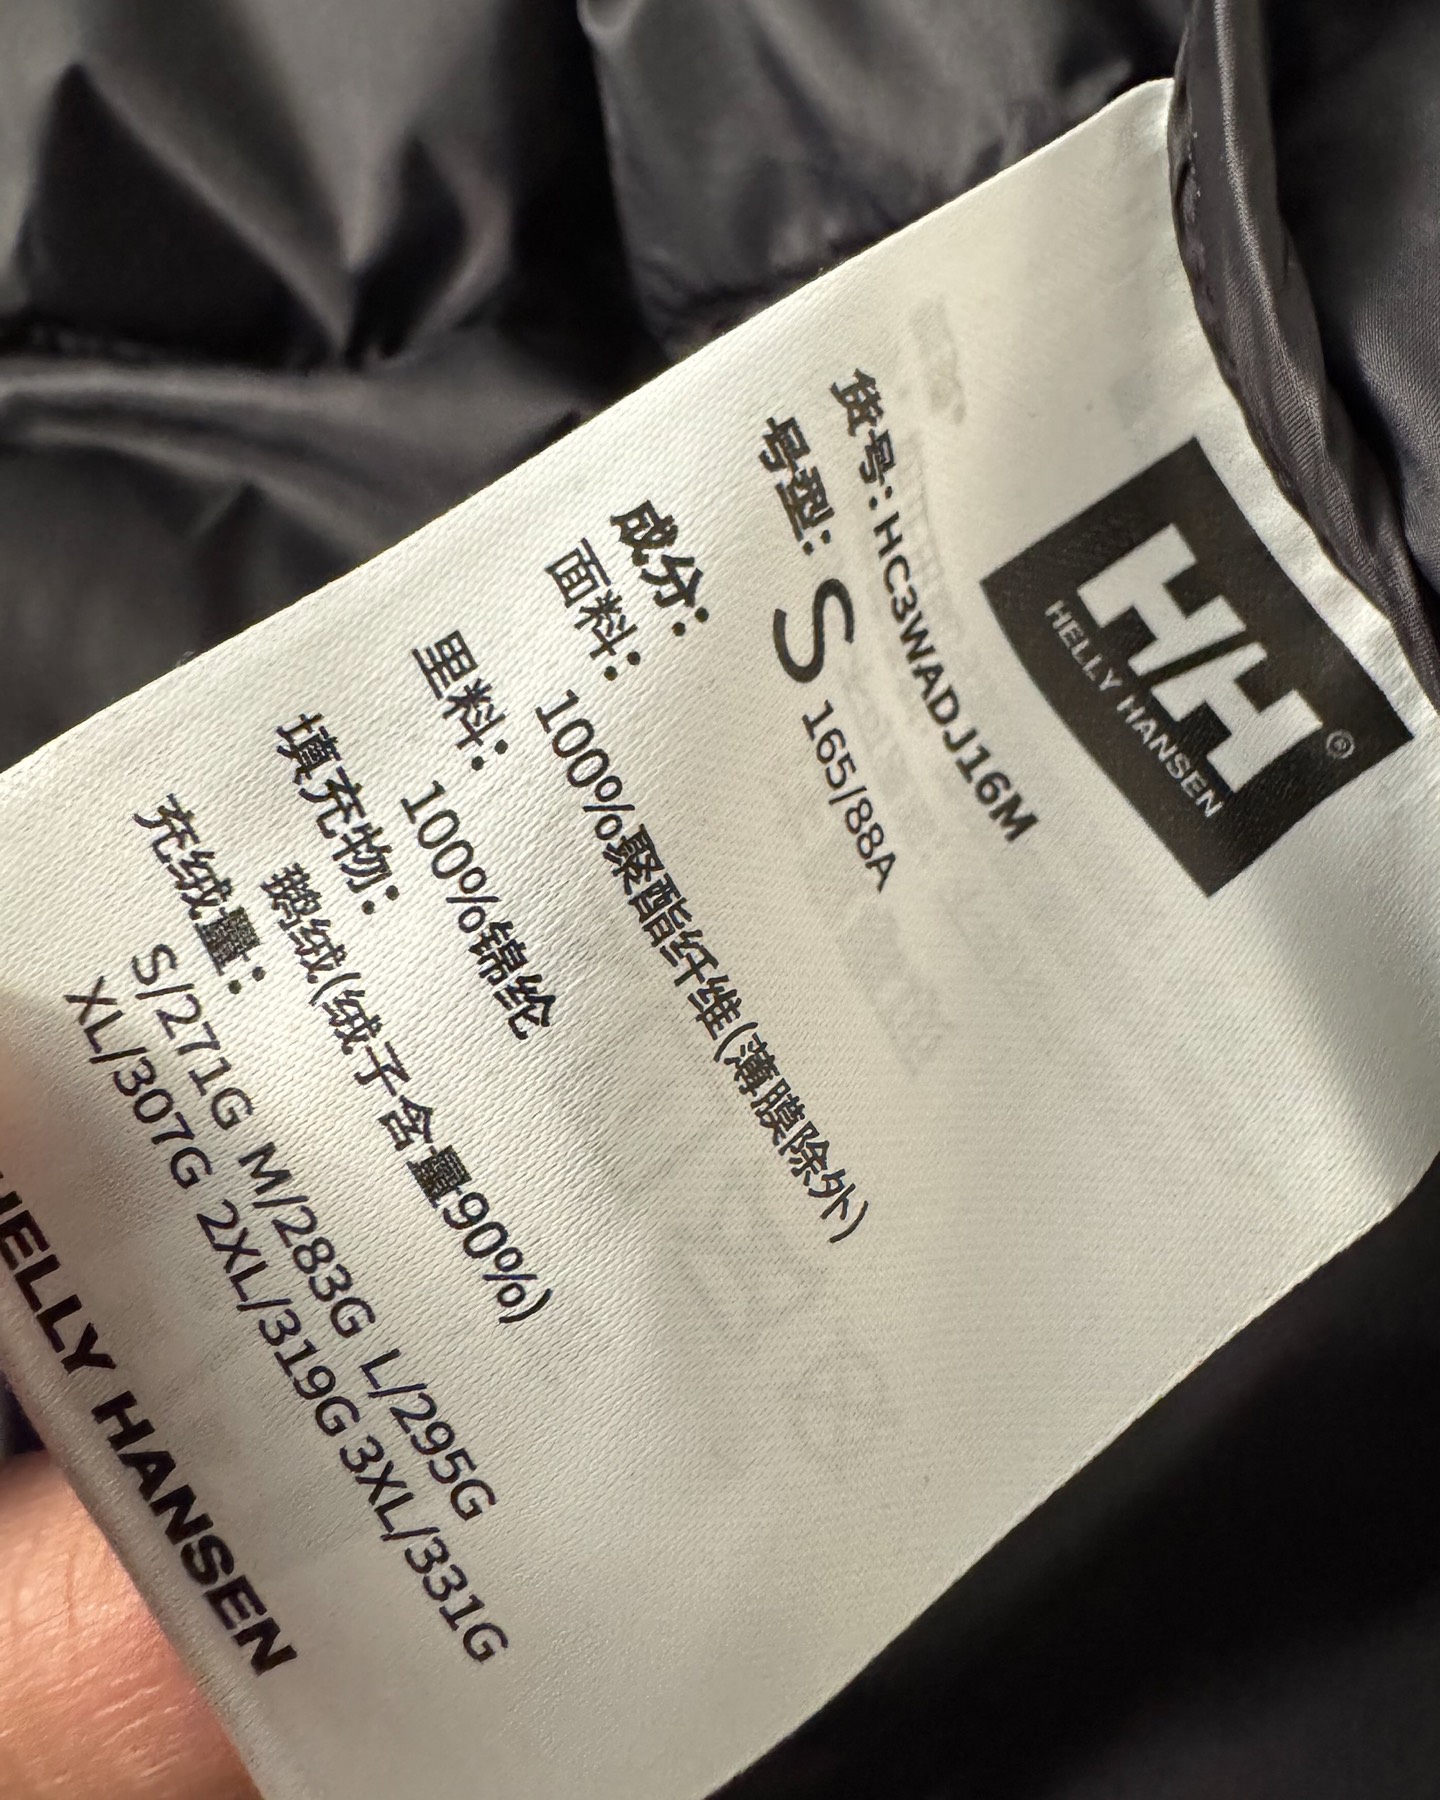 HH®
HELLY HANSEN
货号：HC3WADJ16M
号型：S 165/88A
成分：
面料：
100%聚酯纤维(薄膜除外)
里料：
100%锦纶
填充物：
鹅绒(绒子含量90%)
充绒量：
S/271G M/283G L/295G
XL/307G 2XL/319G 3XL/331G
HELLY HANSEN